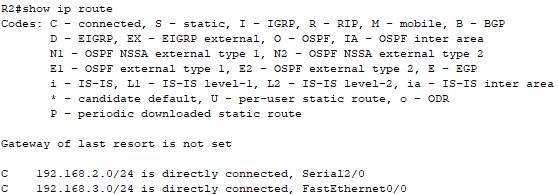 R2#show ip route
Codes: C - connected, S - static, I - IGRP, R - RIP, M - mobile, B - BGP
D - EIGRP, EX - EIGRP external, O - OSPF, IA - OSPF inter area
N1 - OSPF NSSA external type 1, N2 - OSPF NSSA external type 2
E1 - OSPF external type 1, E2 - OSPF external type 2, E - EGP
i - IS-IS, L1 - IS-IS level-1, L2 - IS-IS level-2, ia - IS-IS inter area
* - candidate default, U - per-user static route, o - ODR
P - periodic downloaded static route
Gateway of last resort is not set
C 192.168.2.0/24 is directly connected, Serial2/0
C 192.168.3.0/24 is directly connected, FastEthernet0/0